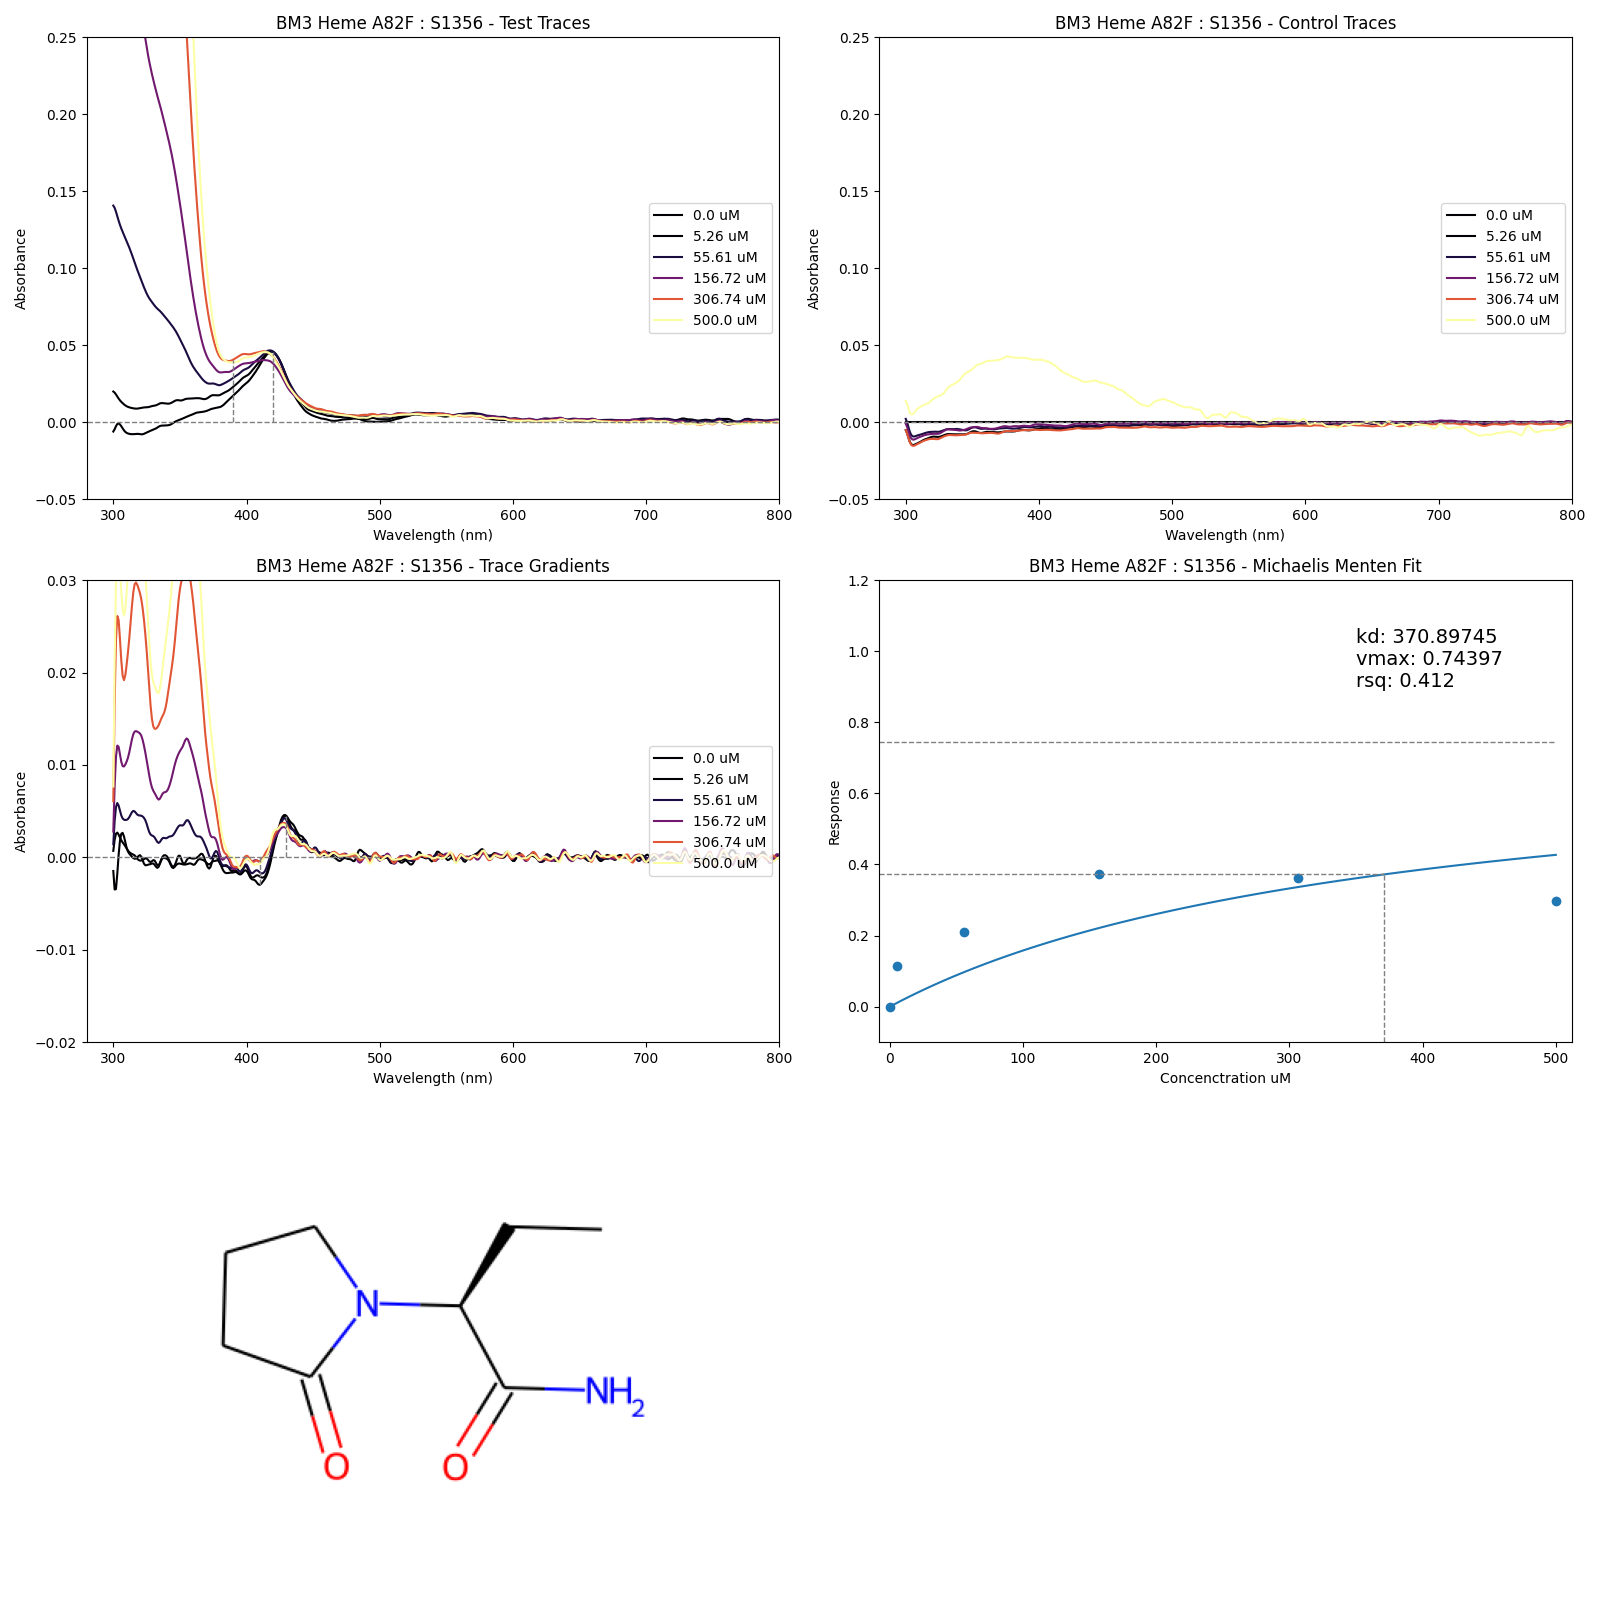 BM3 Heme A82F : S1356 - Test Traces
Absorbance
0.25
0.20
0.15
0.10
0.05
0.00
−0.05
300
400
500
600
700
800
Wavelength (nm)
0.0 uM
5.26 uM
55.61 uM
156.72 uM
306.74 uM
500.0 uM
BM3 Heme A82F : S1356 - Control Traces
Absorbance
0.25
0.20
0.15
0.10
0.05
0.00
−0.05
300
400
500
600
700
800
Wavelength (nm)
0.0 uM
5.26 uM
55.61 uM
156.72 uM
306.74 uM
500.0 uM
BM3 Heme A82F : S1356 - Trace Gradients
Absorbance
0.03
0.02
0.01
0.00
−0.01
−0.02
300
400
500
600
700
800
Wavelength (nm)
0.0 uM
5.26 uM
55.61 uM
156.72 uM
306.74 uM
500.0 uM
BM3 Heme A82F : S1356 - Michaelis Menten Fit
Response
1.2
1.0
0.8
0.6
0.4
0.2
0.0
0
100
200
300
400
500
Concenctration uM
kd: 370.89745
vmax: 0.74397
rsq: 0.412
N
NH2
O
O